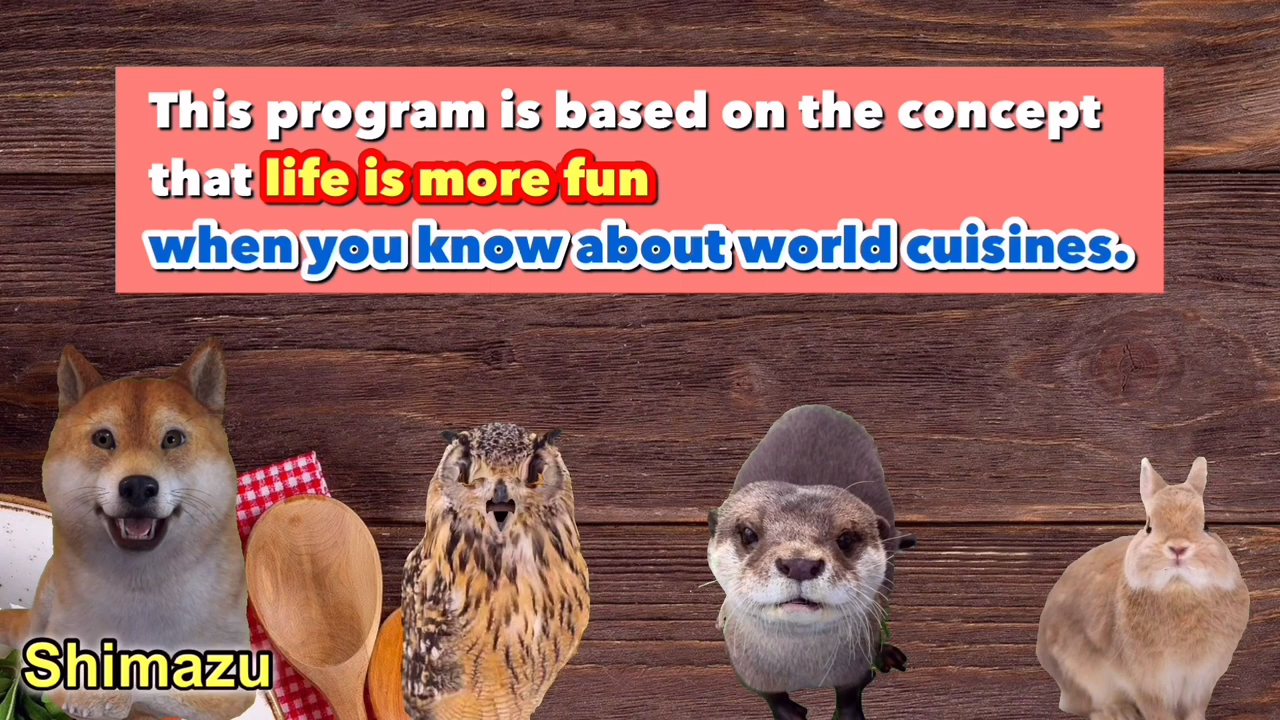 This program is based on the concept
that life is more fun
when you know about world cuisines.
Shimazu